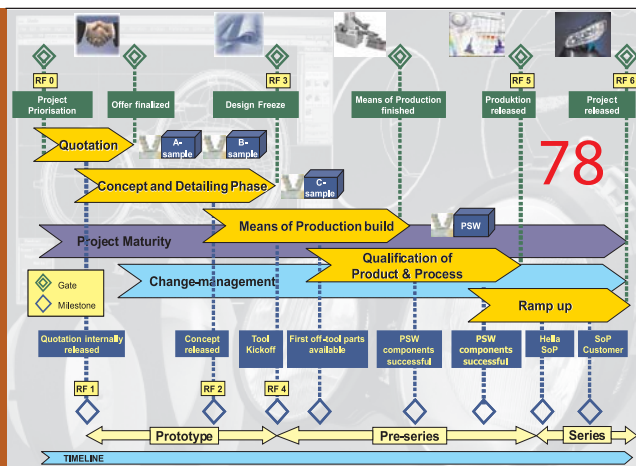 RF 0
RF 3
RF 5
RF 6
Project
Priorisation
Offer finalized
Design Freeze
Means of Production
finished
Produktion
released
Project
released
78
Quotation
A-
sample
B-
sample
Concept and Detailing Phase
C-
sample
Means of Production build
PSW
Project Maturity
Qualification of
Product & Process
Change-management
Gate
Milestone
Ramp up
Quotation internally
released
Concept
released
Tool
Kickoff
First off-tool parts
available
PSW
components
successful
PSW
components
successful
Hella
SoP
SoP
Customer
RF 1
RF 2
RF 4
Prototype
Pre-series
Series
TIMELINE